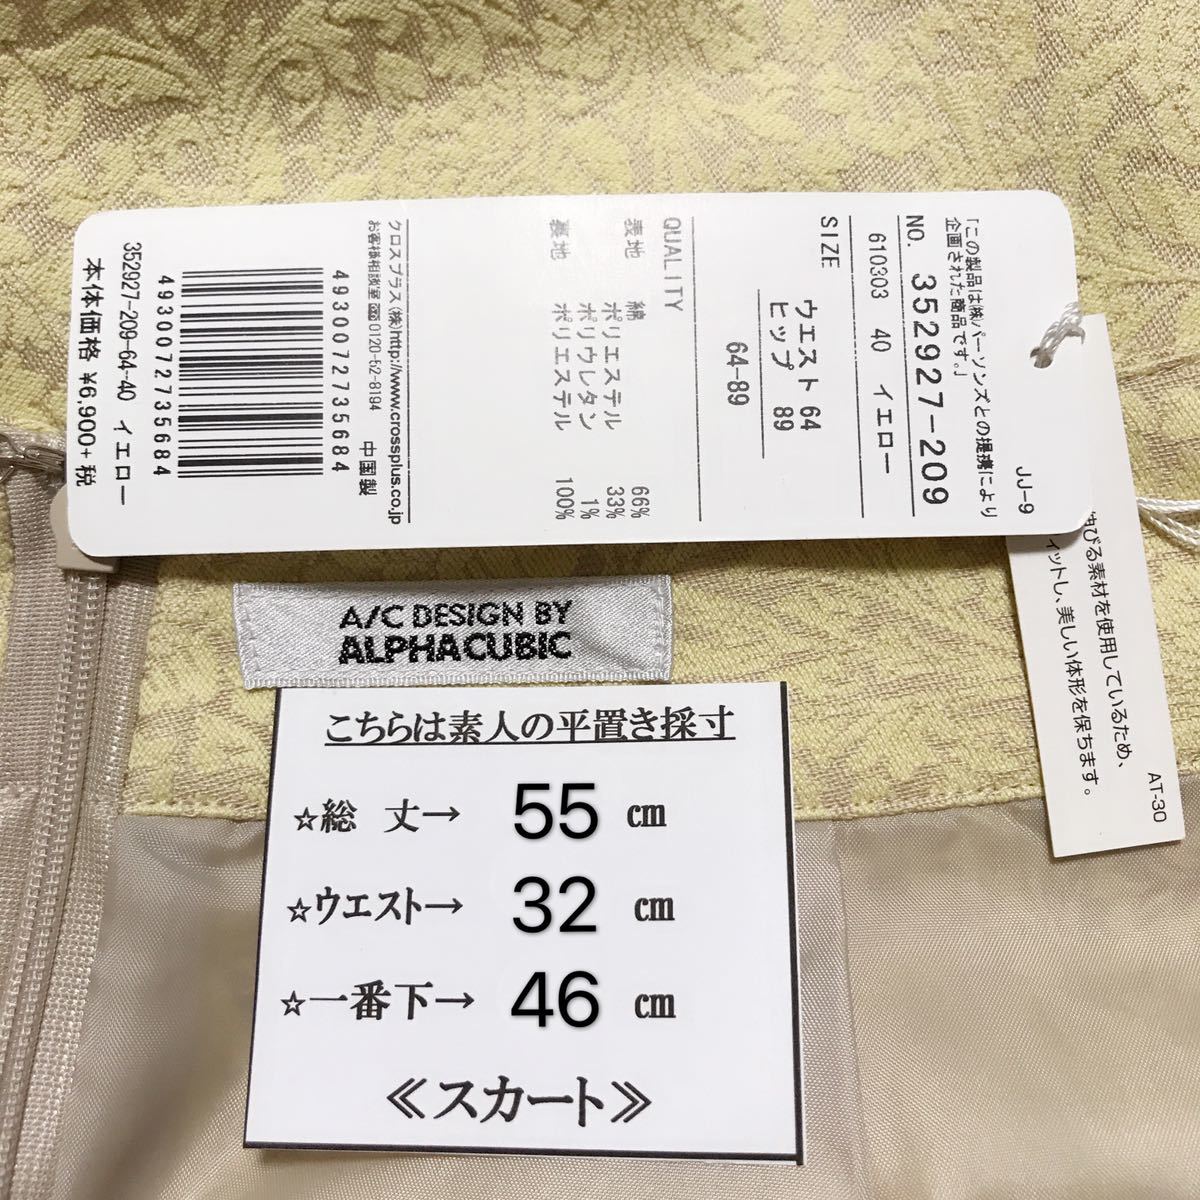 「この製品は㈱パーソンズとの提携により
企画された商品です。」
NO. 352927-209
610303 40 イエロー
SIZE
ウエスト 64
ヒップ 89
64-89
QUALITY
表地 綿 66%
ポリエステル 33%
ポリウレタン 1%
裏地 ポリエステル 100%
クロスプラス(株)http://www.crossplus.co.jp
お客様相談室 0120-52-8194 中国製
4930072735684
4930072735684
352927-209-64-40 イエロー
本体価格 ¥6,900+税
JJ-9
伸びる素材を使用しているため、
ィットし、美しい体形を保ちます。
AT-30
A/C DESIGN BY
ALPHACUBIC
こちらは素人の平置き採寸
☆総 丈→ 55 ㎝
☆ウエスト→ 32 ㎝
☆一番下→ 46 ㎝
≪スカート≫